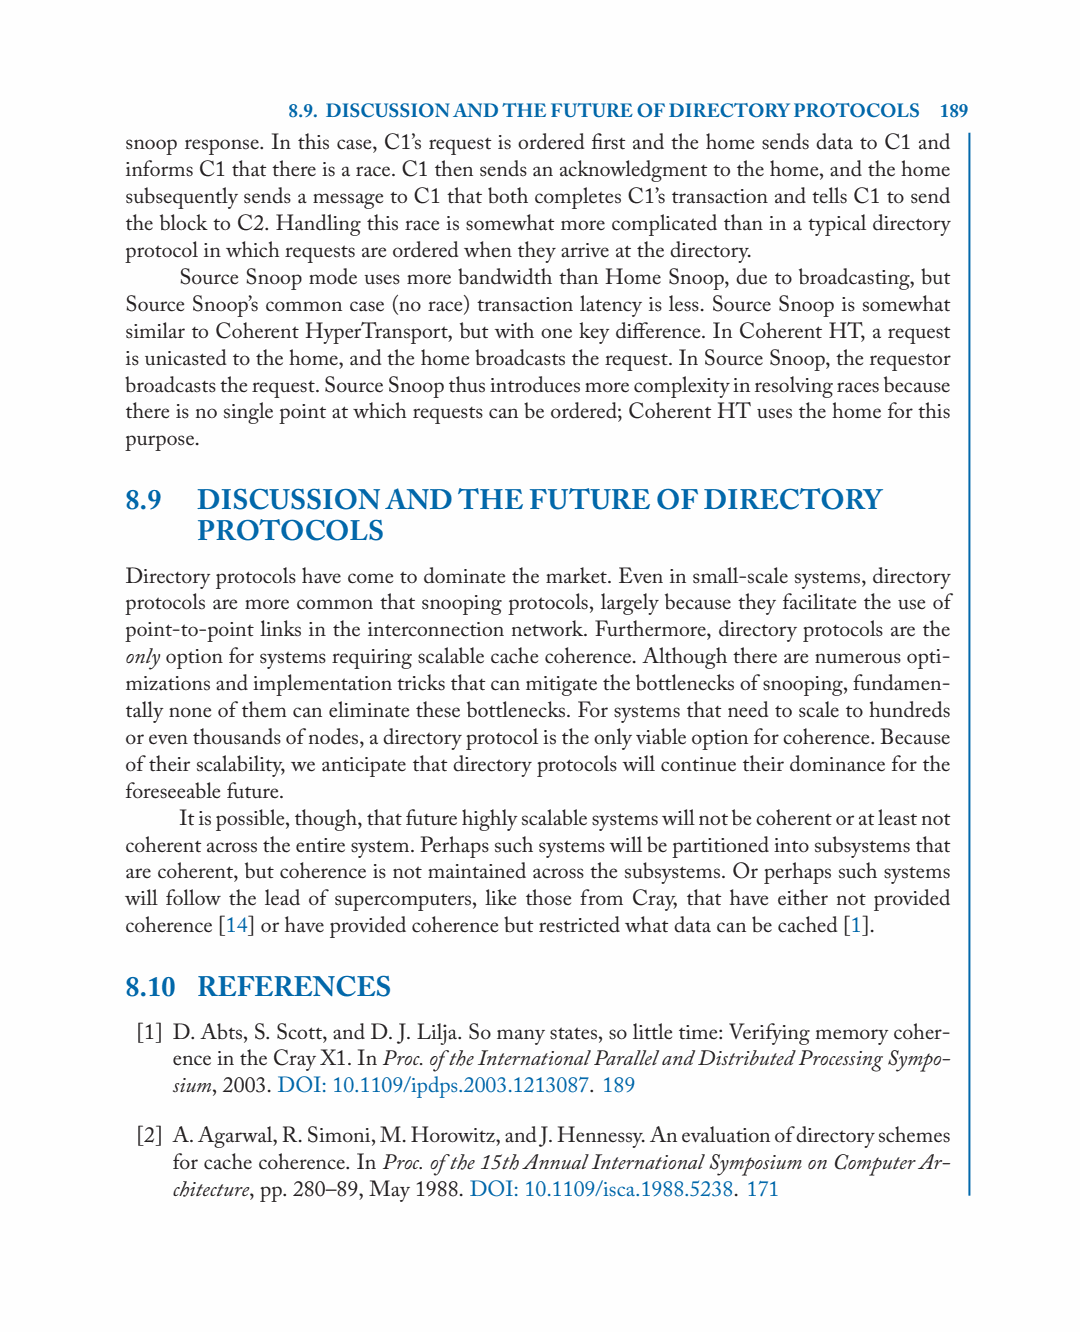 8.9. DISCUSSION AND THE FUTURE OF DIRECTORY PROTOCOLS 189
snoop response. In this case, C1’s request is ordered first and the home sends data to C1 and
informs C1 that there is a race. C1 then sends an acknowledgment to the home, and the home
subsequently sends a message to C1 that both completes C1’s transaction and tells C1 to send
the block to C2. Handling this race is somewhat more complicated than in a typical directory
protocol in which requests are ordered when they arrive at the directory.
Source Snoop mode uses more bandwidth than Home Snoop, due to broadcasting, but
Source Snoop’s common case (no race) transaction latency is less. Source Snoop is somewhat
similar to Coherent HyperTransport, but with one key difference. In Coherent HT, a request
is unicasted to the home, and the home broadcasts the request. In Source Snoop, the requestor
broadcasts the request. Source Snoop thus introduces more complexity in resolving races because
there is no single point at which requests can be ordered; Coherent HT uses the home for this
purpose.
8.9 DISCUSSION AND THE FUTURE OF DIRECTORY
PROTOCOLS
Directory protocols have come to dominate the market. Even in small-scale systems, directory
protocols are more common that snooping protocols, largely because they facilitate the use of
point-to-point links in the interconnection network. Furthermore, directory protocols are the
only option for systems requiring scalable cache coherence. Although there are numerous opti-
mizations and implementation tricks that can mitigate the bottlenecks of snooping, fundamen-
tally none of them can eliminate these bottlenecks. For systems that need to scale to hundreds
or even thousands of nodes, a directory protocol is the only viable option for coherence. Because
of their scalability, we anticipate that directory protocols will continue their dominance for the
foreseeable future.
It is possible, though, that future highly scalable systems will not be coherent or at least not
coherent across the entire system. Perhaps such systems will be partitioned into subsystems that
are coherent, but coherence is not maintained across the subsystems. Or perhaps such systems
will follow the lead of supercomputers, like those from Cray, that have either not provided
coherence [14] or have provided coherence but restricted what data can be cached [1].
8.10 REFERENCES
[1] D. Abts, S. Scott, and D. J. Lilja. So many states, so little time: Verifying memory coher-
ence in the Cray X1. In Proc. of the International Parallel and Distributed Processing Sympo-
sium, 2003. DOI: 10.1109/ipdps.2003.1213087. 189
[2] A. Agarwal, R. Simoni, M. Horowitz, and J. Hennessy. An evaluation of directory schemes
for cache coherence. In Proc. of the 15th Annual International Symposium on Computer Ar-
chitecture, pp. 280–89, May 1988. DOI: 10.1109/isca.1988.5238. 171